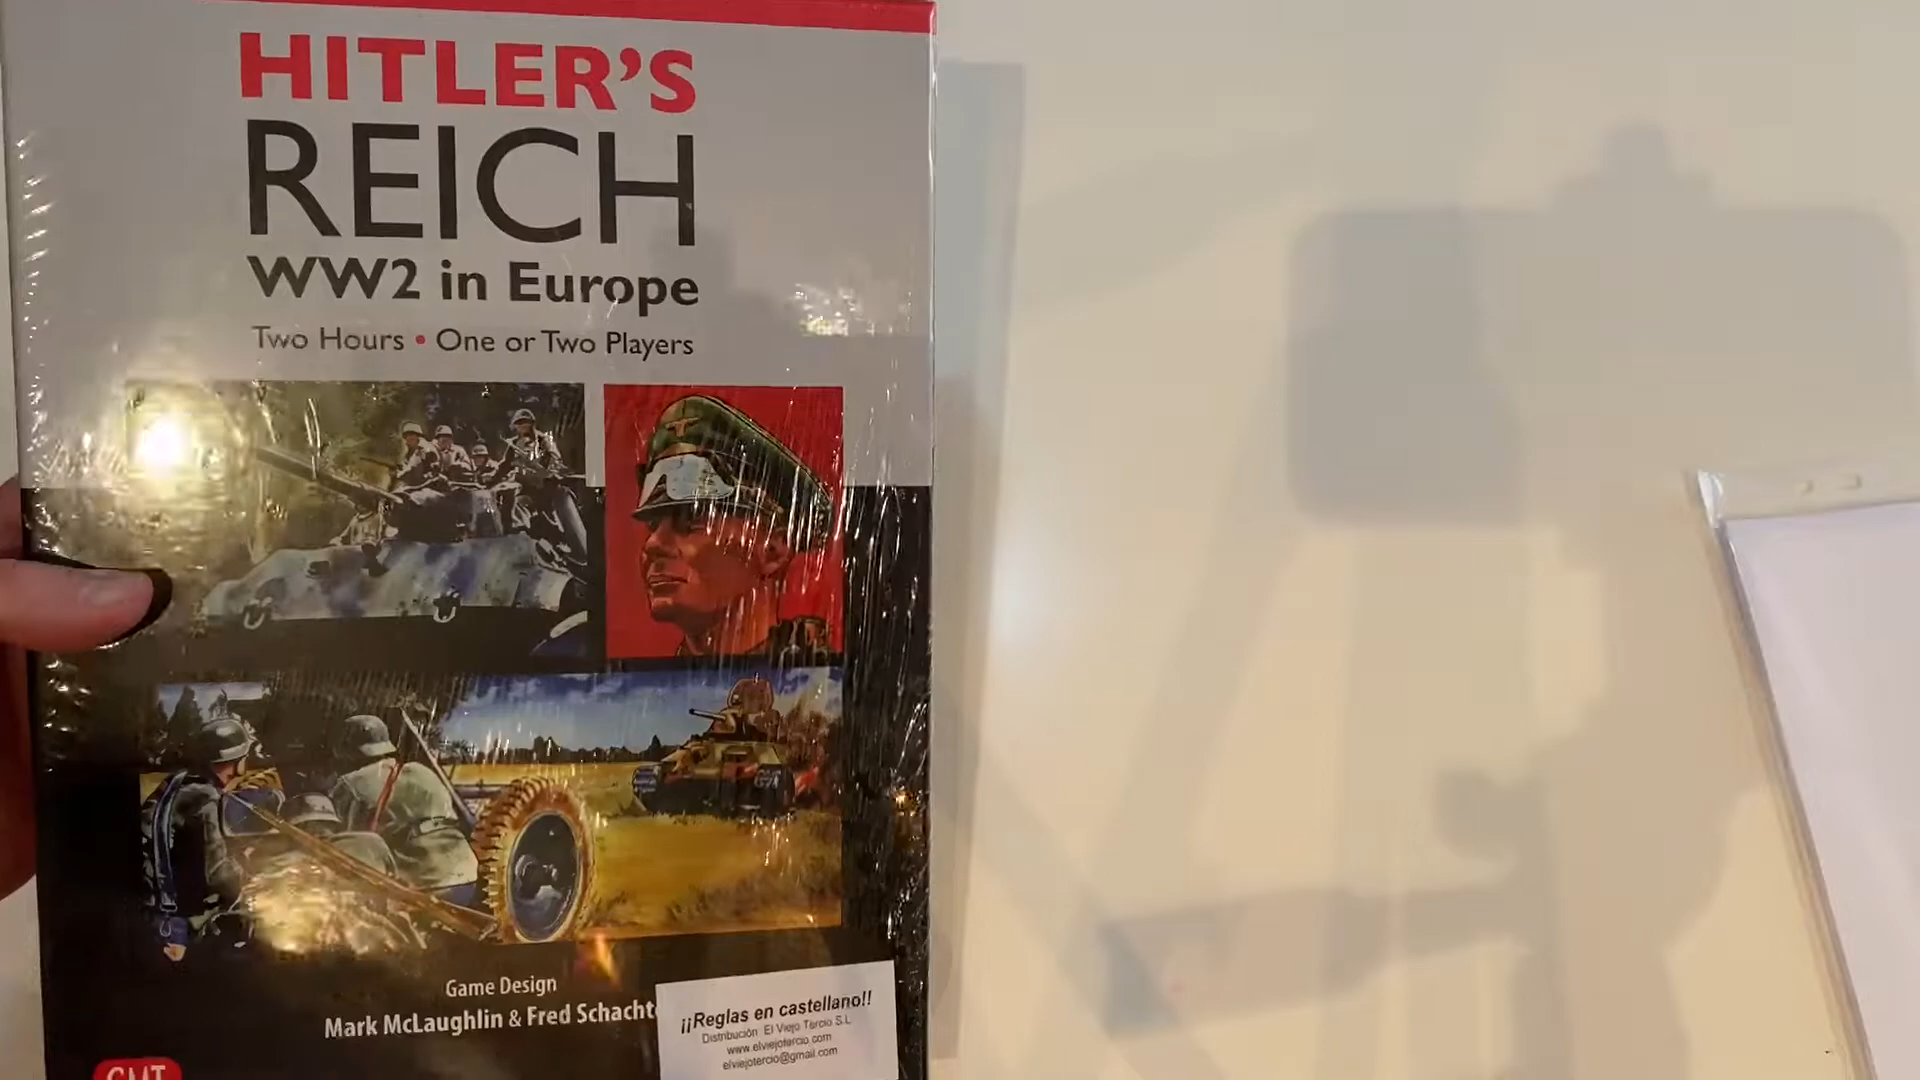 HITLER'S
REICH
WW2 in Europe
Two Hours • One or Two Players
Game Design
Mark McLaughlin & Fred Schacht
¡¡Reglas en castellano!!
Distribución El Viejo Tercio S.L
www.elviejotercio.com
elviejotercio@gmail.com
GMT